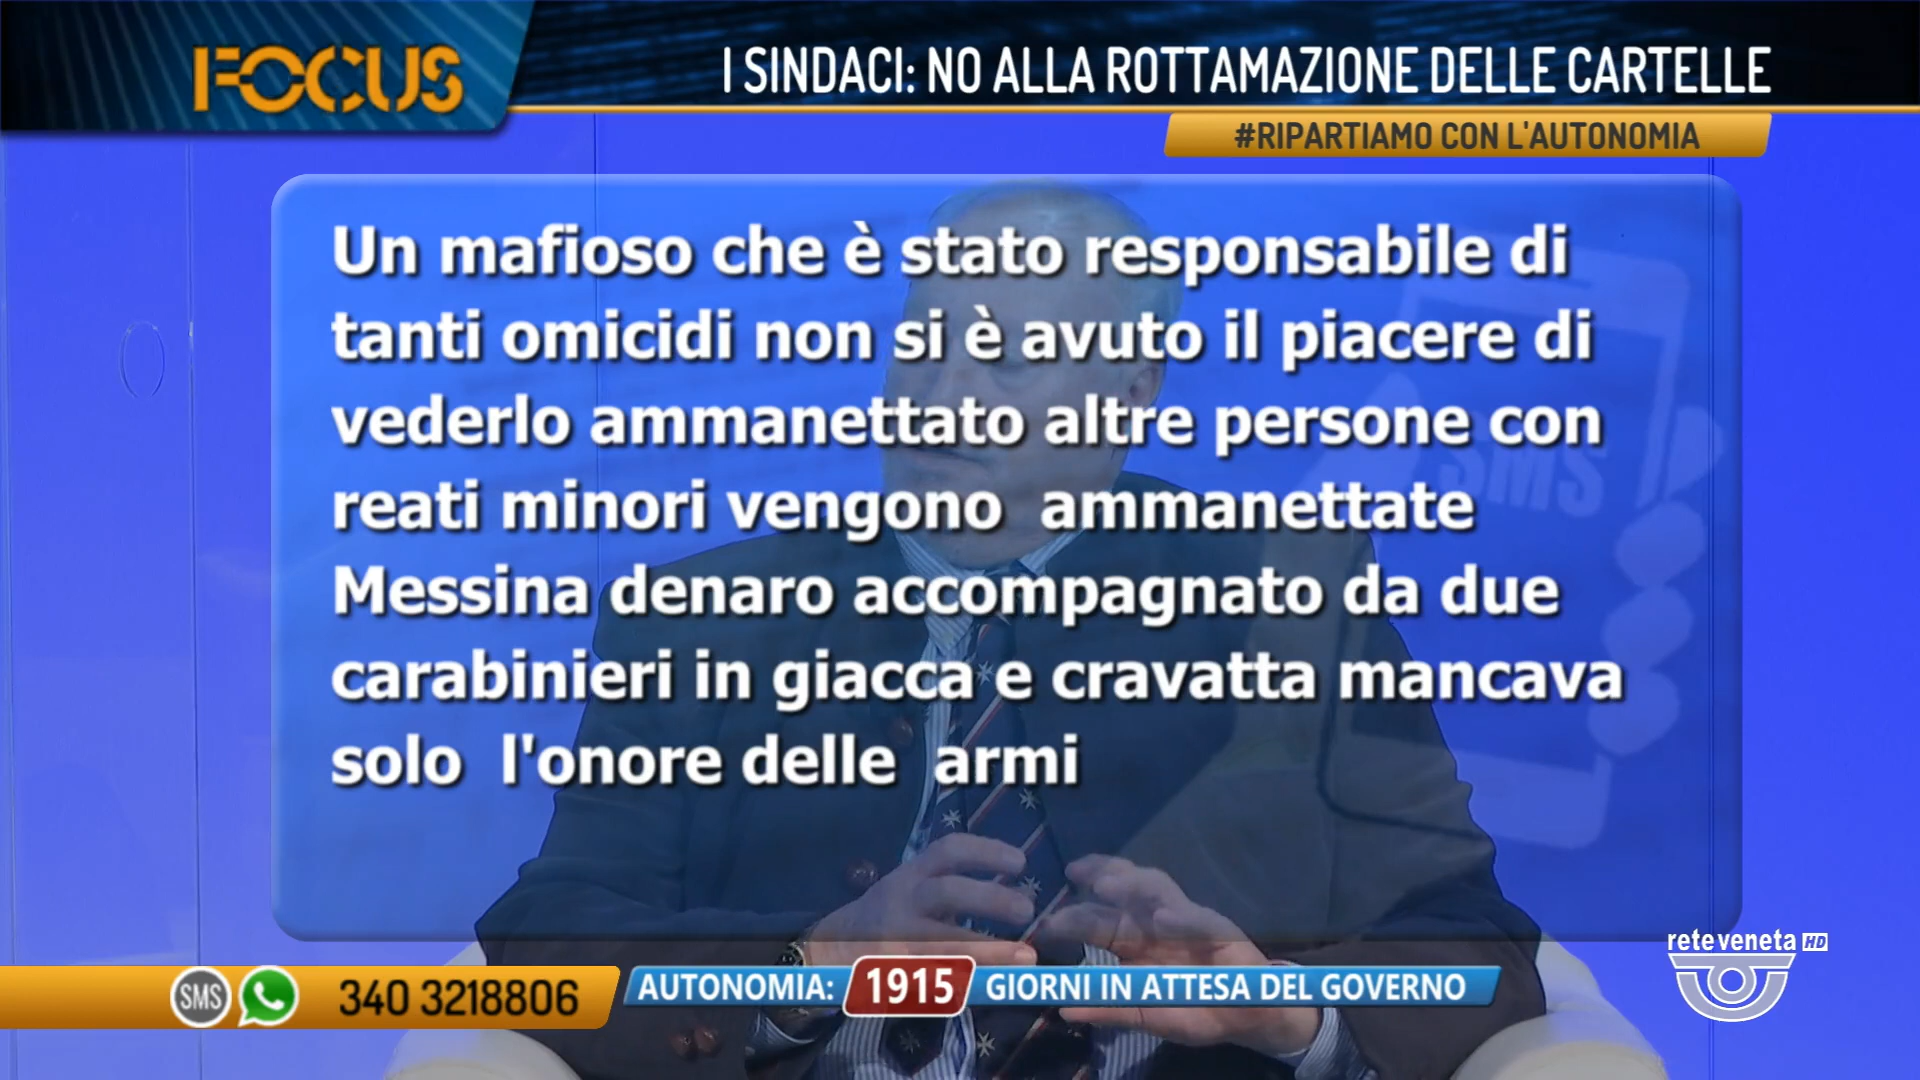 FOCUS
I SINDACI: NO ALLA ROTTAMAZIONE DELLE CARTELLE
#RIPARTIAMO CON L'AUTONOMIA
Un mafioso che è stato responsabile di
tanti omicidi non si è avuto il piacere di
vederlo ammanettato altre persone con
reati minori vengono  ammanettate
Messina denaro accompagnato da due
carabinieri in giacca e cravatta mancava
solo  l'onore delle  armi
SMS
reteveneta HD
SMS 340 3218806
AUTONOMIA: 1915 GIORNI IN ATTESA DEL GOVERNO